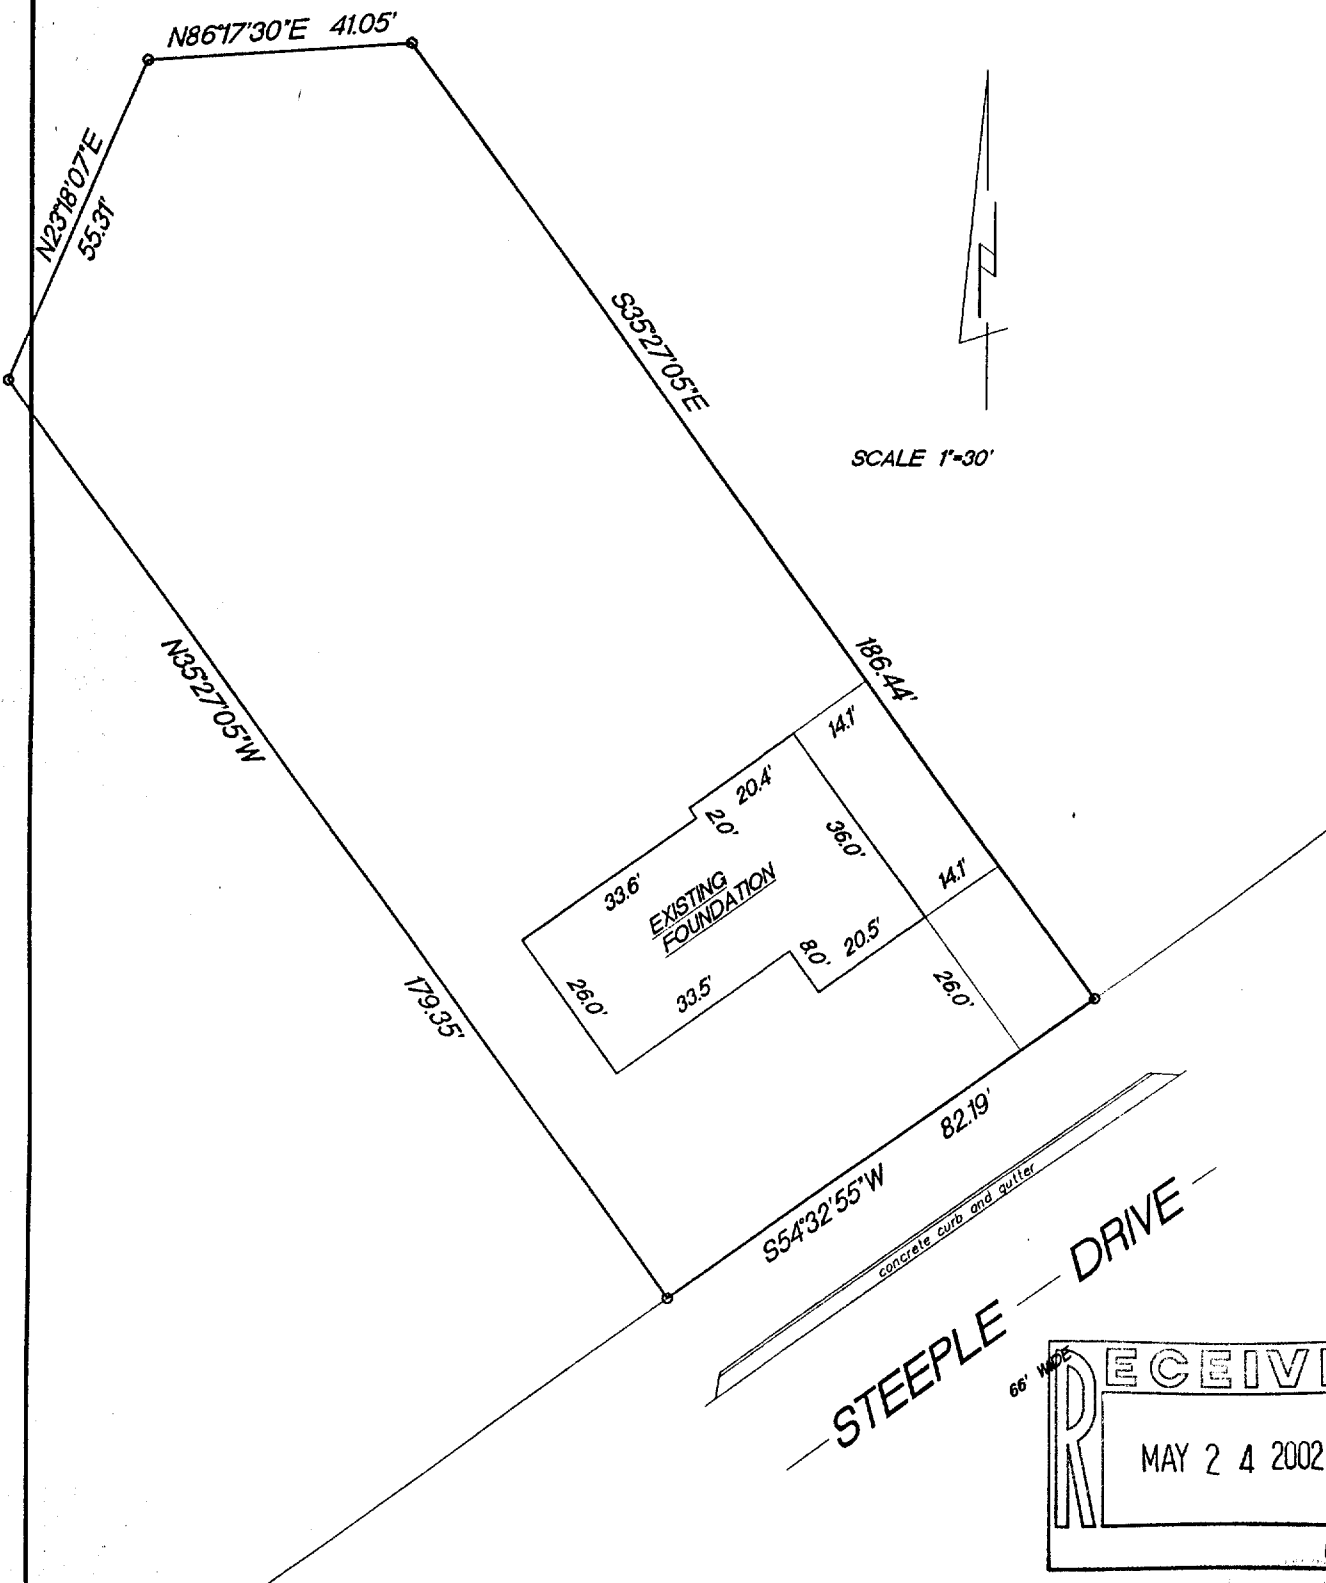 N86°17'30"E 41.05'
N23°18'07"E
55.31'
S35°27'05"E
SCALE 1"=30'
N35°27'05"W
186.44'
14.1'
20.4'
2.0'
36.0'
33.6'
EXISTING
FOUNDATION
14.1'
8.0'
20.5'
26.0'
33.5'
26.0'
179.35'
82.19'
S54°32'55"W
concrete curb and gutter
STEEPLE DRIVE
66' WIDE
RECEIV
MAY 2 4 2002